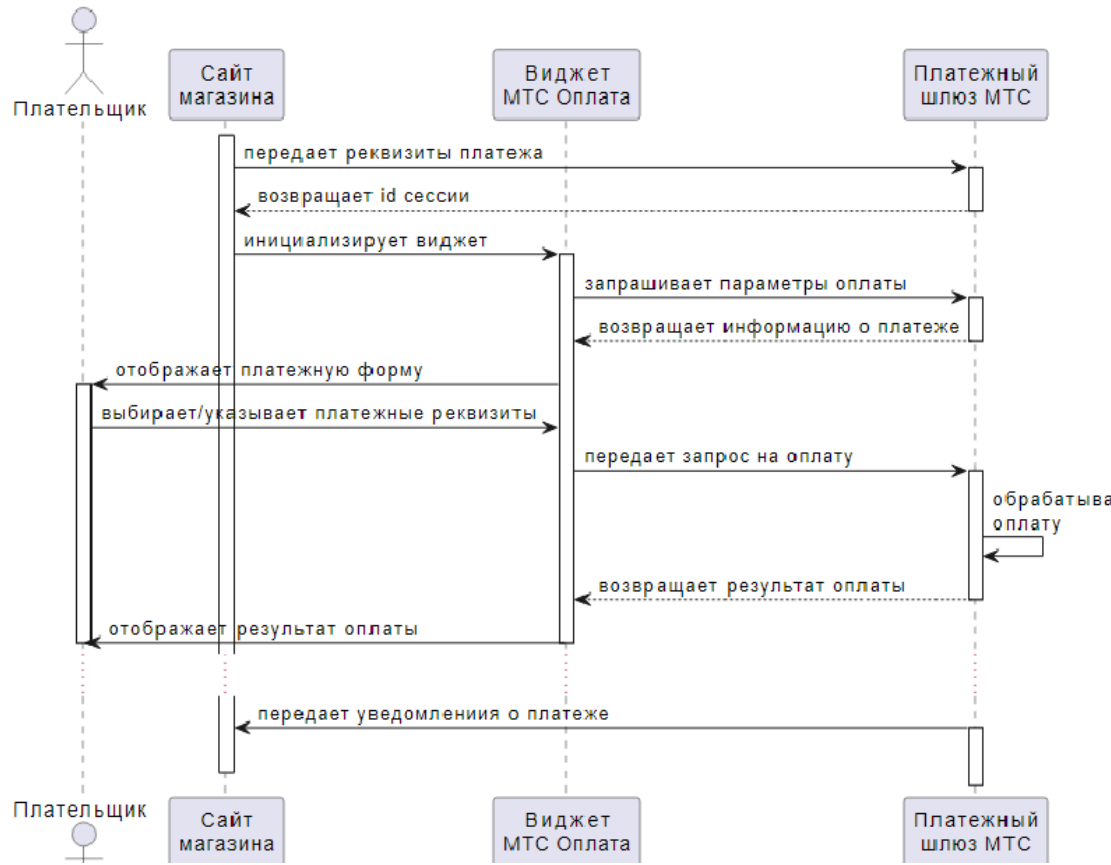 Плательщик
Сайт
магазина
Виджет
МТС Оплата
Платежный
шлюз МТС
передает реквизиты платежа
возвращает id сессии
инициализирует виджет
запрашивает параметры оплаты
возвращает информацию о платеже
отображает платежную форму
выбирает/указывает платежные реквизиты
передает запрос на оплату
обрабатыва
оплату
возвращает результат оплаты
отображает результат оплаты
передает уведомлениия о платеже
Плательщик
Сайт
магазина
Виджет
МТС Оплата
Платежный
шлюз МТС